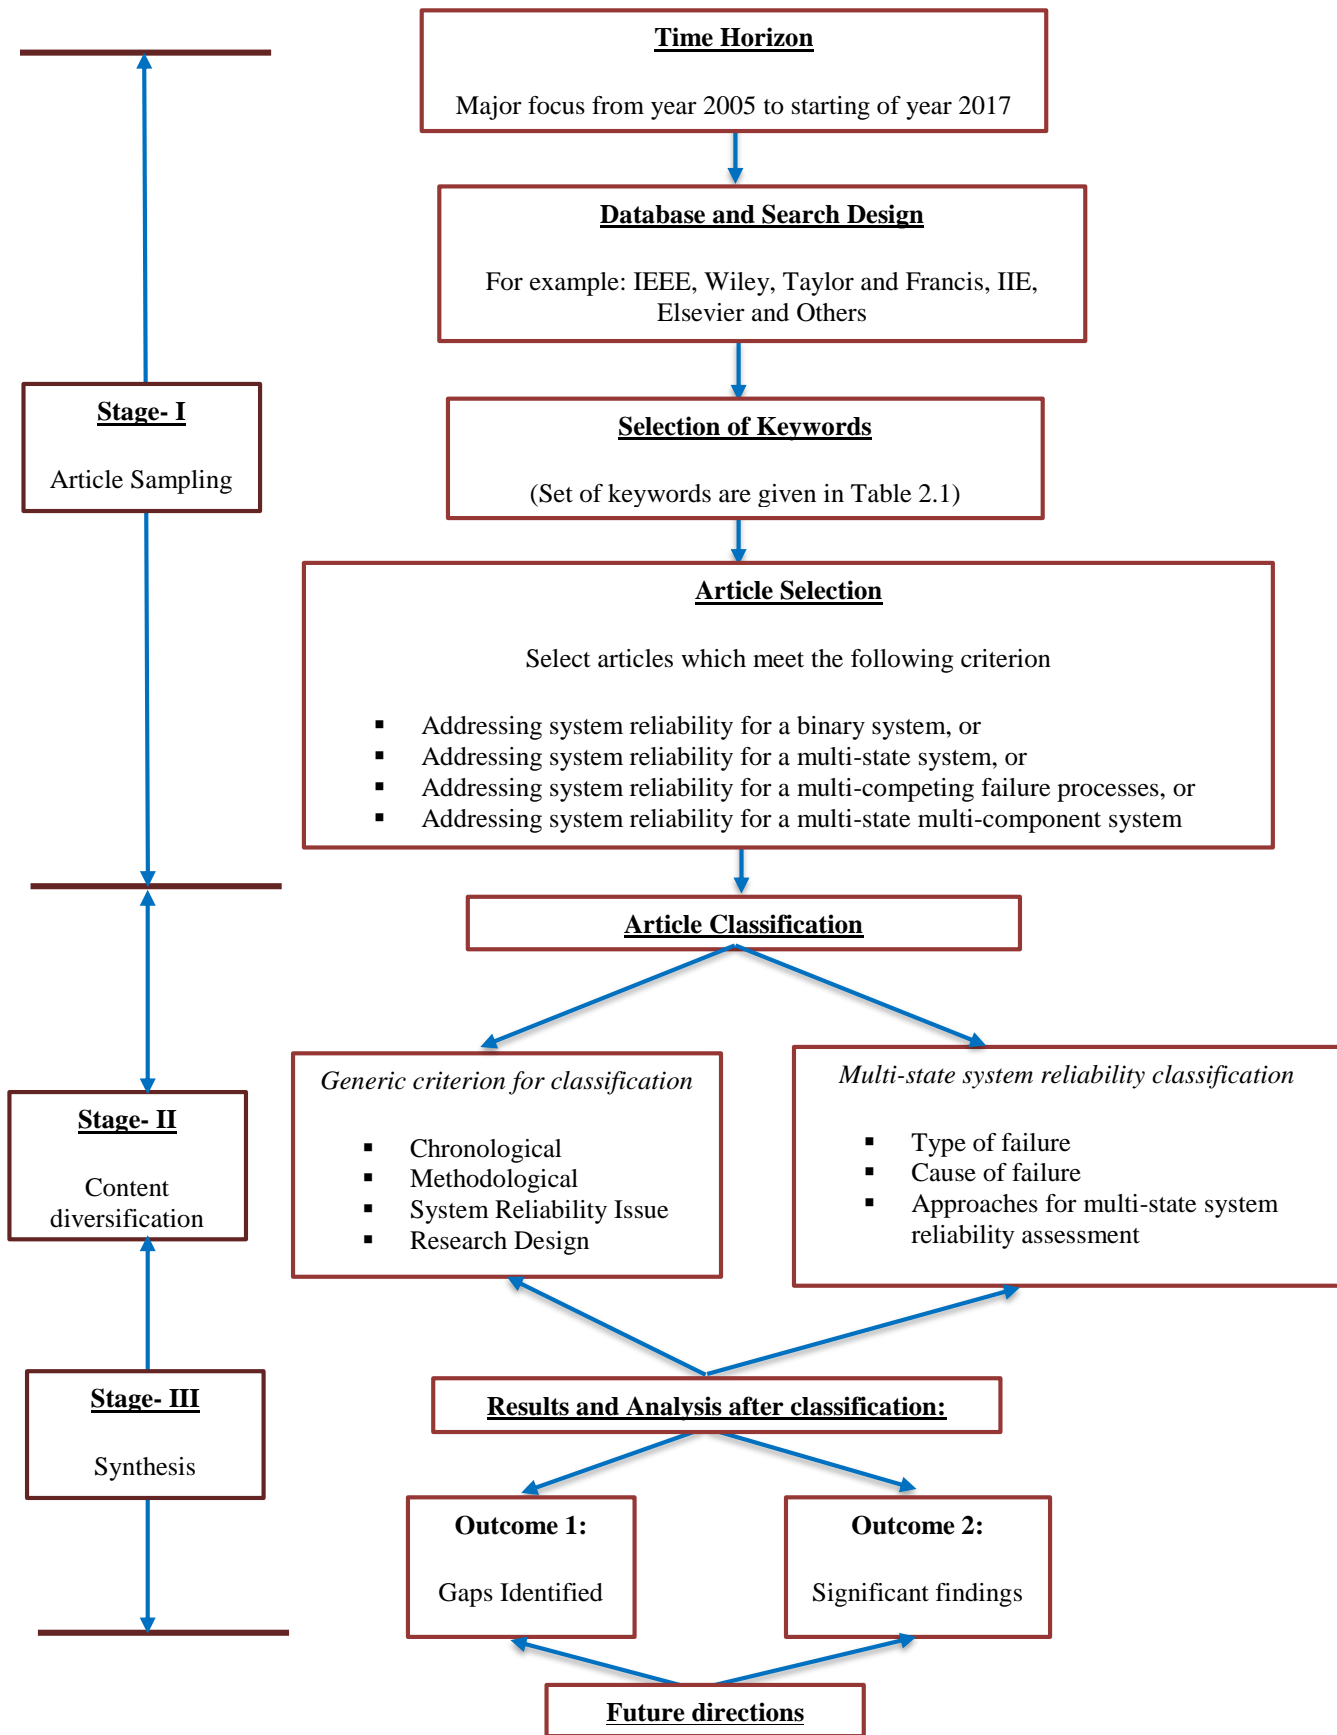 Time Horizon
Major focus from year 2005 to starting of year 2017
Database and Search Design
For example: IEEE, Wiley, Taylor and Francis, IIE,
Elsevier and Others
Stage- I
Article Sampling
Selection of Keywords
(Set of keywords are given in Table 2.1)
Article Selection
Select articles which meet the following criterion
▪ Addressing system reliability for a binary system, or
▪ Addressing system reliability for a multi-state system, or
▪ Addressing system reliability for a multi-competing failure processes, or
▪ Addressing system reliability for a multi-state multi-component system
Article Classification
Stage- II
Content
diversification
Generic criterion for classification
▪ Chronological
▪ Methodological
▪ System Reliability Issue
▪ Research Design
Multi-state system reliability classification
▪ Type of failure
▪ Cause of failure
▪ Approaches for multi-state system
reliability assessment
Stage- III
Synthesis
Results and Analysis after classification:
Outcome 1:
Gaps Identified
Outcome 2:
Significant findings
Future directions